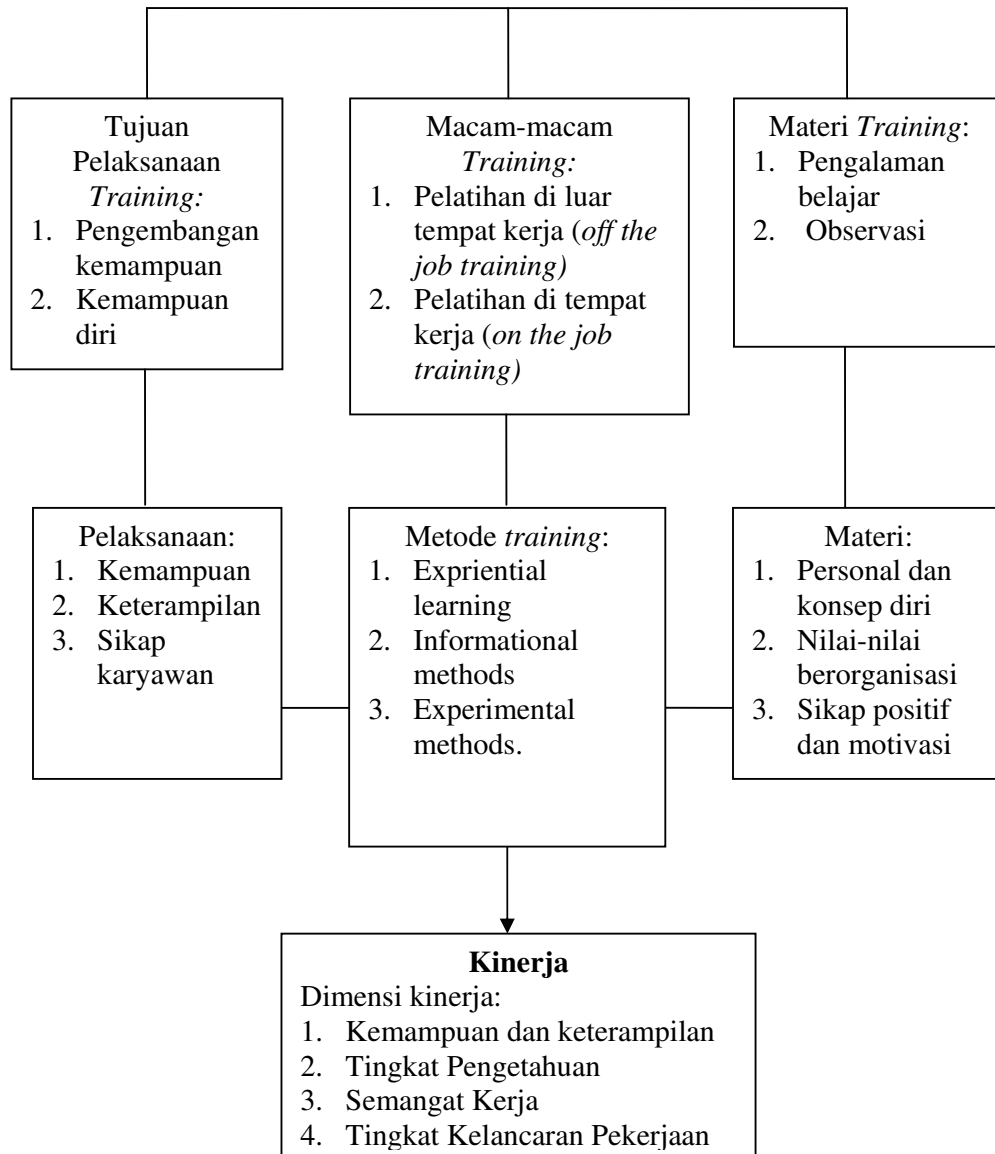 Tujuan
Pelaksanaan
Training:
1. Pengembangan
kemampuan
2. Kemampuan
diri
Macam-macam
Training:
1. Pelatihan di luar
tempat kerja (off the
job training)
2. Pelatihan di tempat
kerja (on the job
training)
Materi Training:
1. Pengalaman
belajar
2. Observasi
Pelaksanaan:
1. Kemampuan
2. Keterampilan
3. Sikap
karyawan
Metode training:
1. Expriential
learning
2. Informational
methods
3. Experimental
methods.
Materi:
1. Personal dan
konsep diri
2. Nilai-nilai
berorganisasi
3. Sikap positif
dan motivasi
Kinerja
Dimensi kinerja:
1. Kemampuan dan keterampilan
2. Tingkat Pengetahuan
3. Semangat Kerja
4. Tingkat Kelancaran Pekerjaan